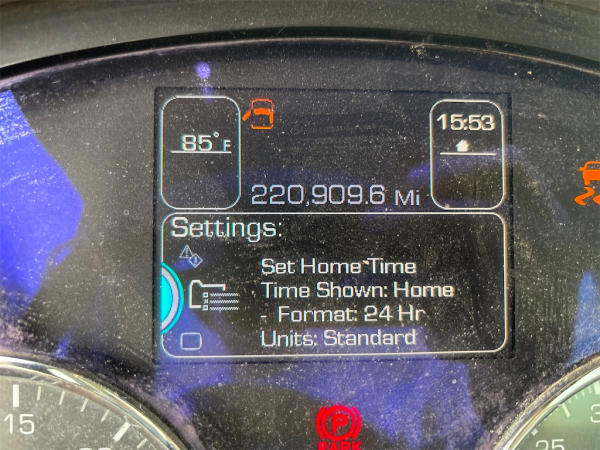 85°F
15:53
220,909.6 Mi
Settings:
Set Home Time
Time Shown: Home
- Format: 24 Hr
Units: Standard
15
20
P
PARK
25